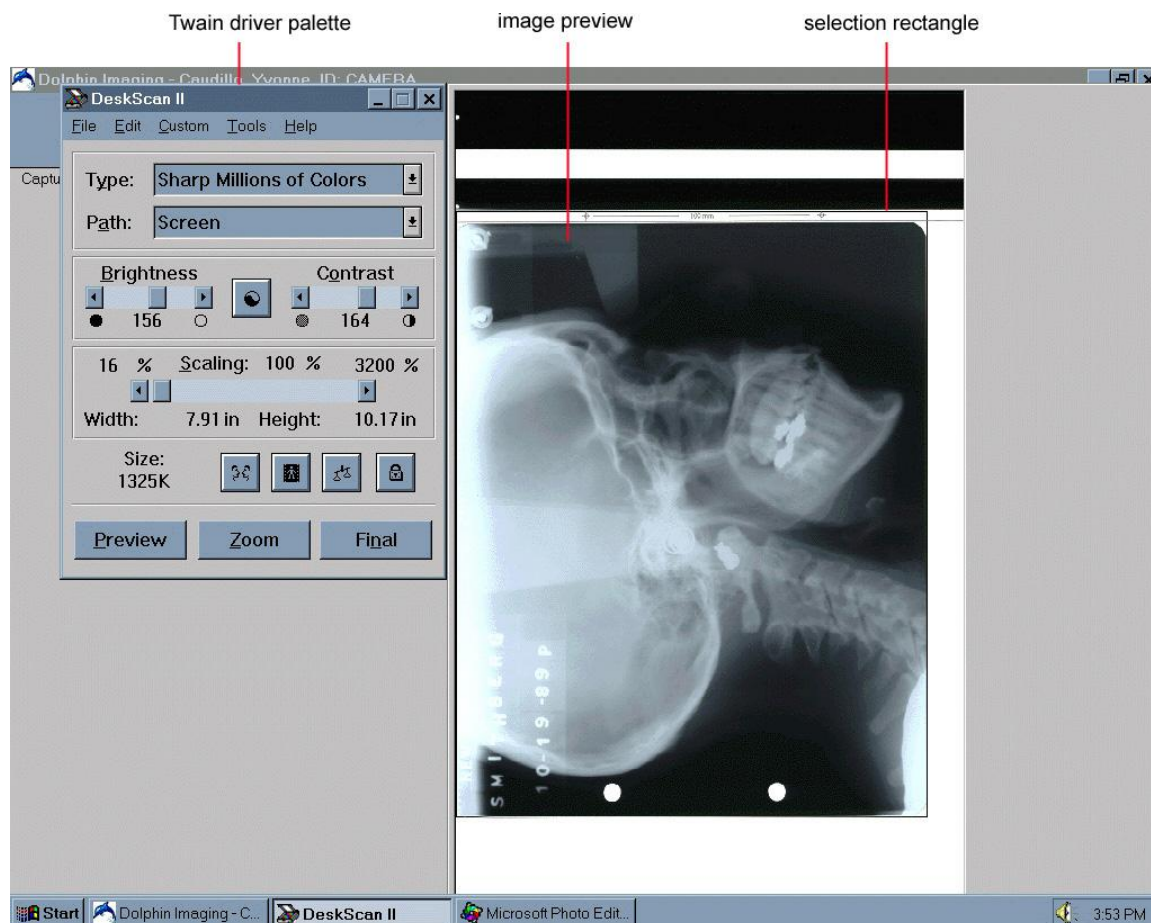 Twain driver palette
image preview
selection rectangle
Dolphin Imaging - Caudillo, Yvonne ID: CAMERA
DeskScan II
File Edit Custom Tools Help
Captu
Type: Sharp Millions of Colors
Path: Screen
Brightness Contrast
156 164
16 % Scaling: 100 % 3200 %
Width: 7.91 in Height: 10.17 in
Size:
1325K
Preview Zoom Final
100 mm
10-19-89 P
Start Dolphin Imaging - C... DeskScan II Microsoft Photo Edit... 3:53 PM